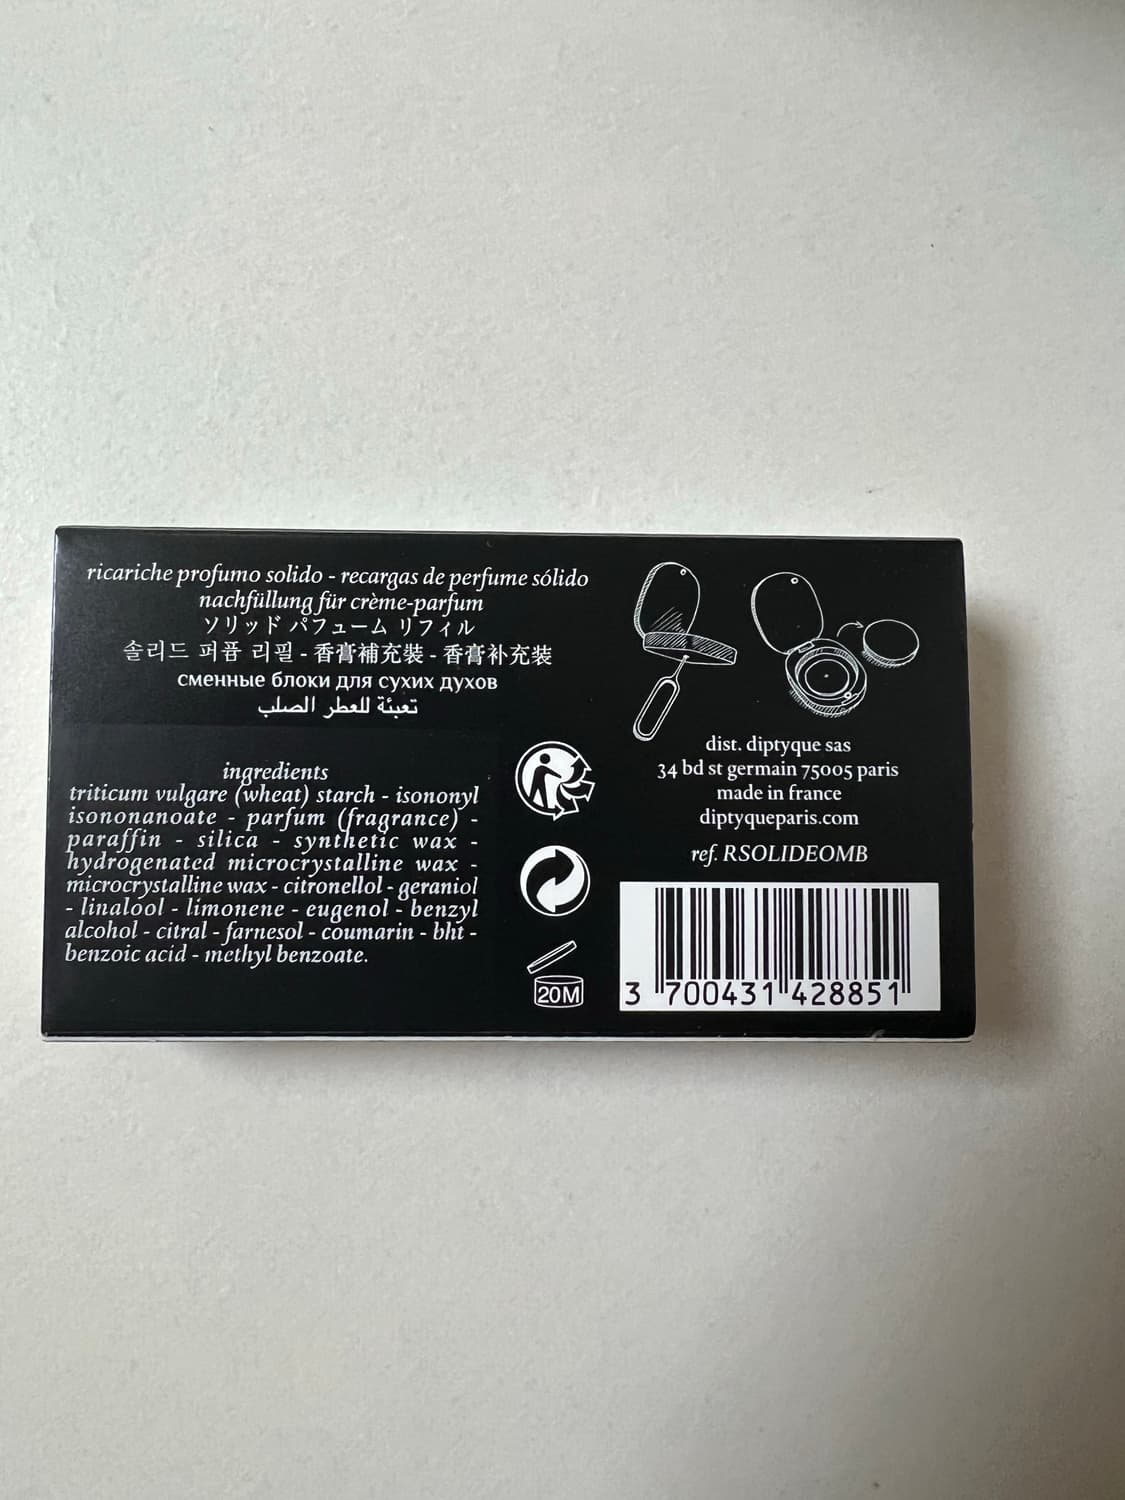 ricariche profumo solido - recargas de perfume sólido
nachfüllung für crème-parfum
ソリッド パフューム リフィル
솔리드 퍼퓸 리필 - 香膏補充裝 - 香膏补充装
сменные блоки для сухих духов
تعبئة للعطر الصلب
ingredients
triticum vulgare (wheat) starch - isononyl
isononanoate - parfum (fragrance) -
paraffin - silica - synthetic wax -
hydrogenated microcrystalline wax -
microcrystalline wax - citronellol - geraniol
- linalool - limonene - eugenol - benzyl
alcohol - citral - farnesol - coumarin - bht -
benzoic acid - methyl benzoate.
20M
dist. diptyque sas
34 bd st germain 75005 paris
made in france
diptyqueparis.com
ref. RSOLIDEOMB
3 700431 428851